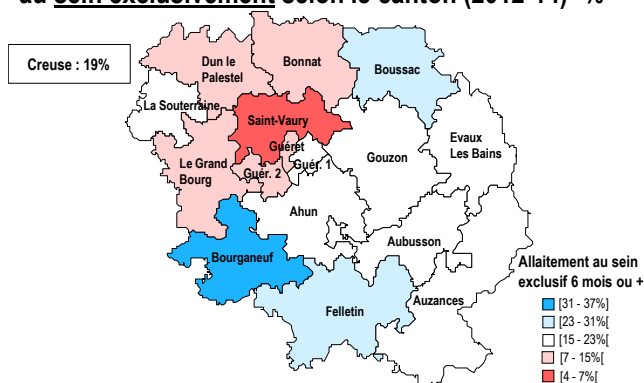 au sein exclusivement selon le canton (2012-14) - %
Creuse : 19%
Dun le
Palestel
Bonnat
Boussac
La Souterraine
Saint-Vaury
Evaux
Les Bains
Guéret
Gouzon
Guér. 1
Le Grand
Bourg
Guér. 2
Ahun
Aubusson
Bourganeuf
Felletin
Auzances
Allaitement au sein
exclusif 6 mois ou +
[31 - 37%[
[23 - 31%[
[15 - 23%[
[7 - 15%[
[4 - 7%[